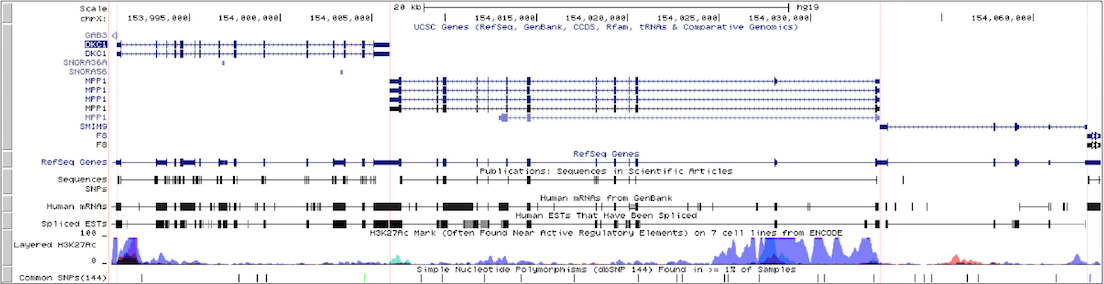 Scale 20 kb hg19
chrX: 153,995,000 154,000,000 154,005,000 154,015,000 154,020,000 154,025,000 154,030,000 154,060,000
UCSC Genes (RefSeq, GenBank, CCDS, Rfam, tRNAs & Comparative Genomics)
GAB3
DKC1
DKC1
SNORA36A
SNORA56
MPP1
MPP1
MPP1
MPP1
MPP1
SMIM9
F8
F8
RefSeq Genes
RefSeq Genes
Publications: Sequences in Scientific Articles
Sequences
SNPs
Human mRNAs from GenBank
Human mRNAs
Human ESTs That Have Been Spliced
Spliced ESTs
H3K27Ac Mark (Often Found Near Active Regulatory Elements) on 7 cell lines from ENCODE
100
Layered H3K27Ac
0
Simple Nucleotide Polymorphisms (dbSNP 144) Found in >= 1% of Samples
Common SNPs(144)